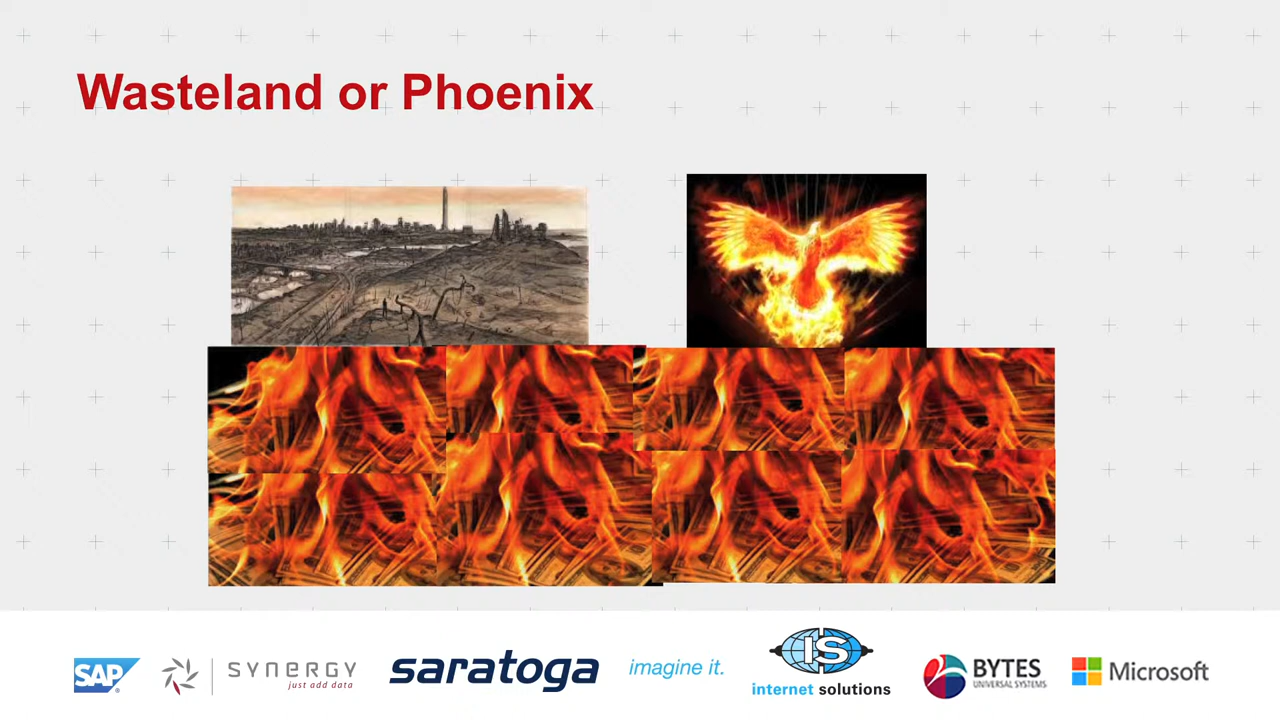 Wasteland or Phoenix
SAP
SYNERGY
just add data
saratoga
imagine it.
IS
internet solutions
BYTES
UNIVERSAL SYSTEMS
Microsoft